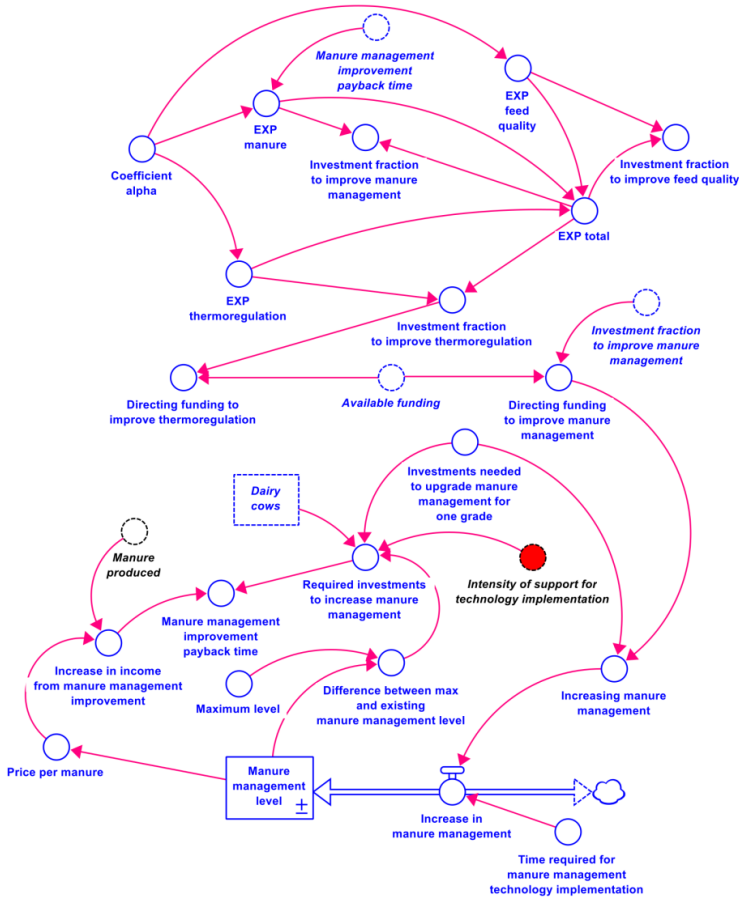 Manure management
improvement
payback time
EXP
feed
quality
EXP
manure
Coefficient
alpha
Investment fraction
to improve manure
management
Investment fraction
to improve feed quality
EXP total
EXP
thermoregulation
Investment fraction
to improve thermoregulation
Investment fraction
to improve manure
management
Directing funding to
improve thermoregulation
Available funding
Directing funding
to improve manure
management
Investments needed
to upgrade manure
management for
one grade
Dairy
cows
Manure
produced
Required investments
to increase manure
management
Intensity of support for
technology implementation
Manure management
improvement
payback time
Increase in income
from manure management
improvement
Maximum level
Difference between max
and existing
manure management level
Increasing manure
management
Price per manure
Manure
management
level
±
Increase in
manure management
Time required for
manure management
technology implementation